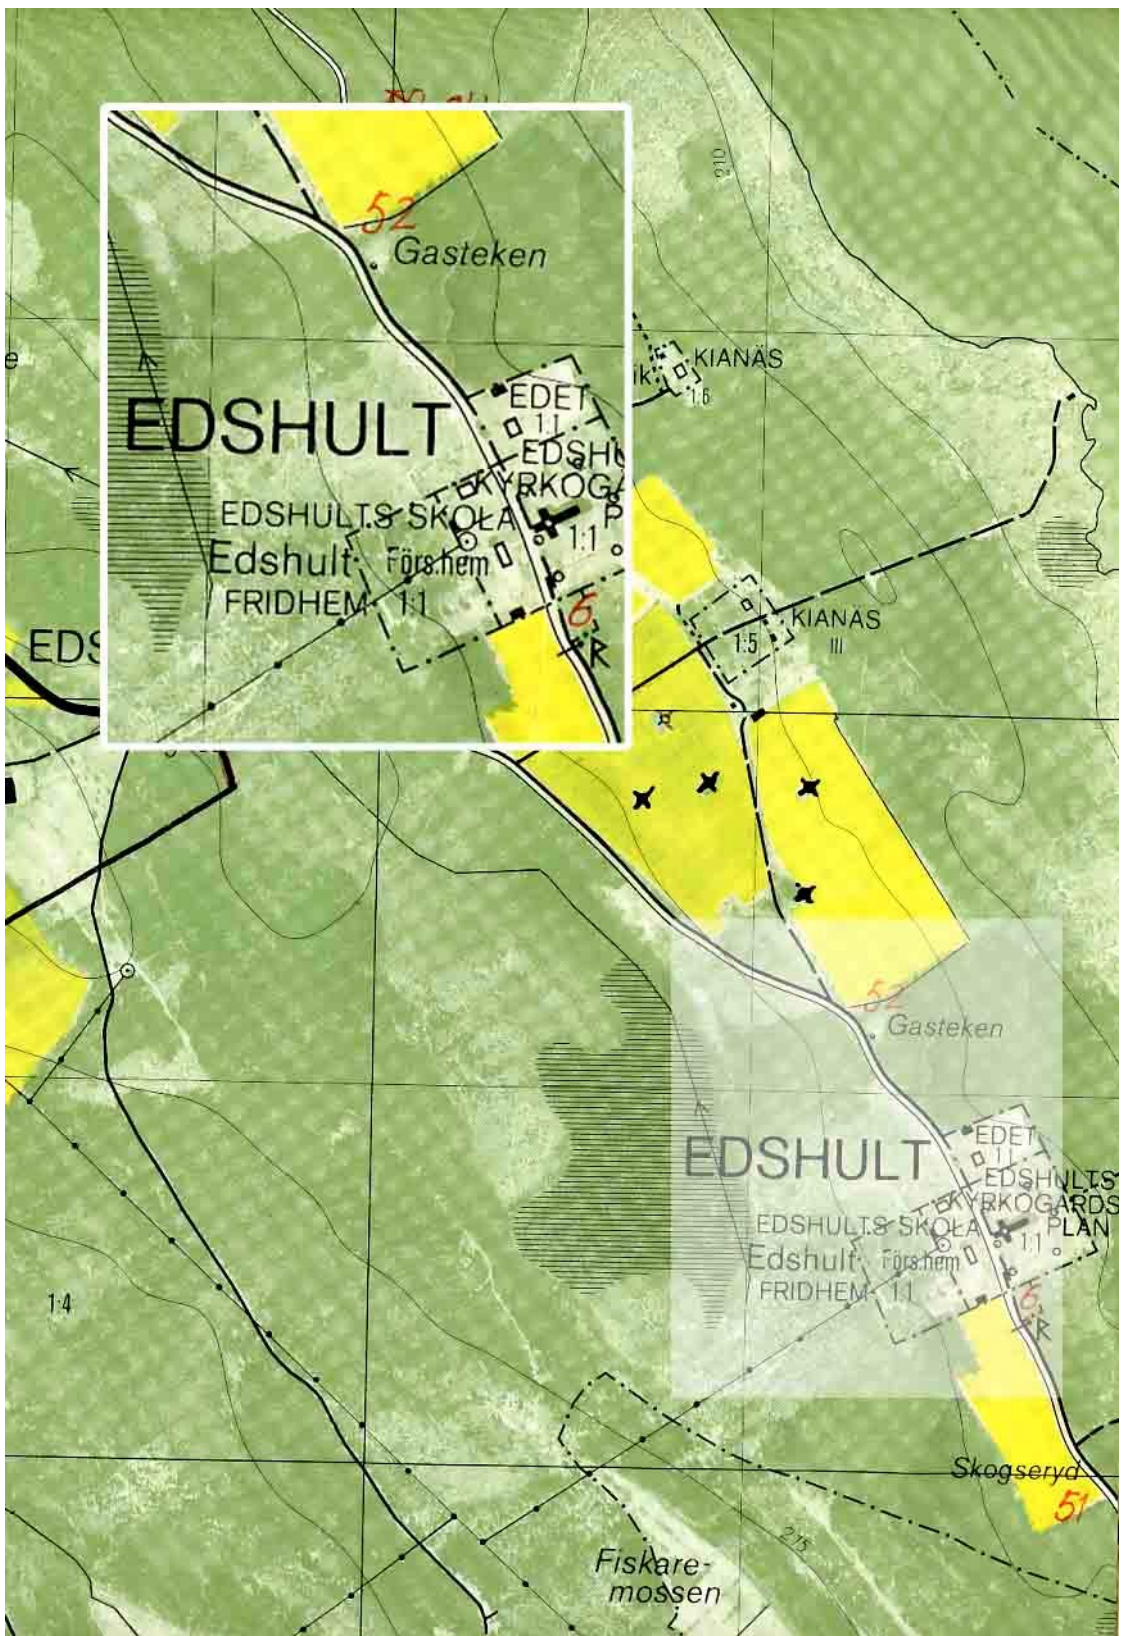 210
52
Gasteken
KIANÄS
1:6
EDET
1:1
EDSHULT
EDSHU
KYRKOGÅ
EDSHULTS SKOLA
P
1:1
Edshult
Förs.hem
FRIDHEM 1:1
6
R
KIANÄS
III
1:5
EDS
52
Gasteken
EDET
1:1
EDSHULT
EDSHULTS
KYRKOGÅRDS
PLAN
EDSHULTS SKOLA
1:1
Edshult
Förs.hem
FRIDHEM 1:1
6
R
1:4
Skogseryd
51
215
Fiskare-
mossen